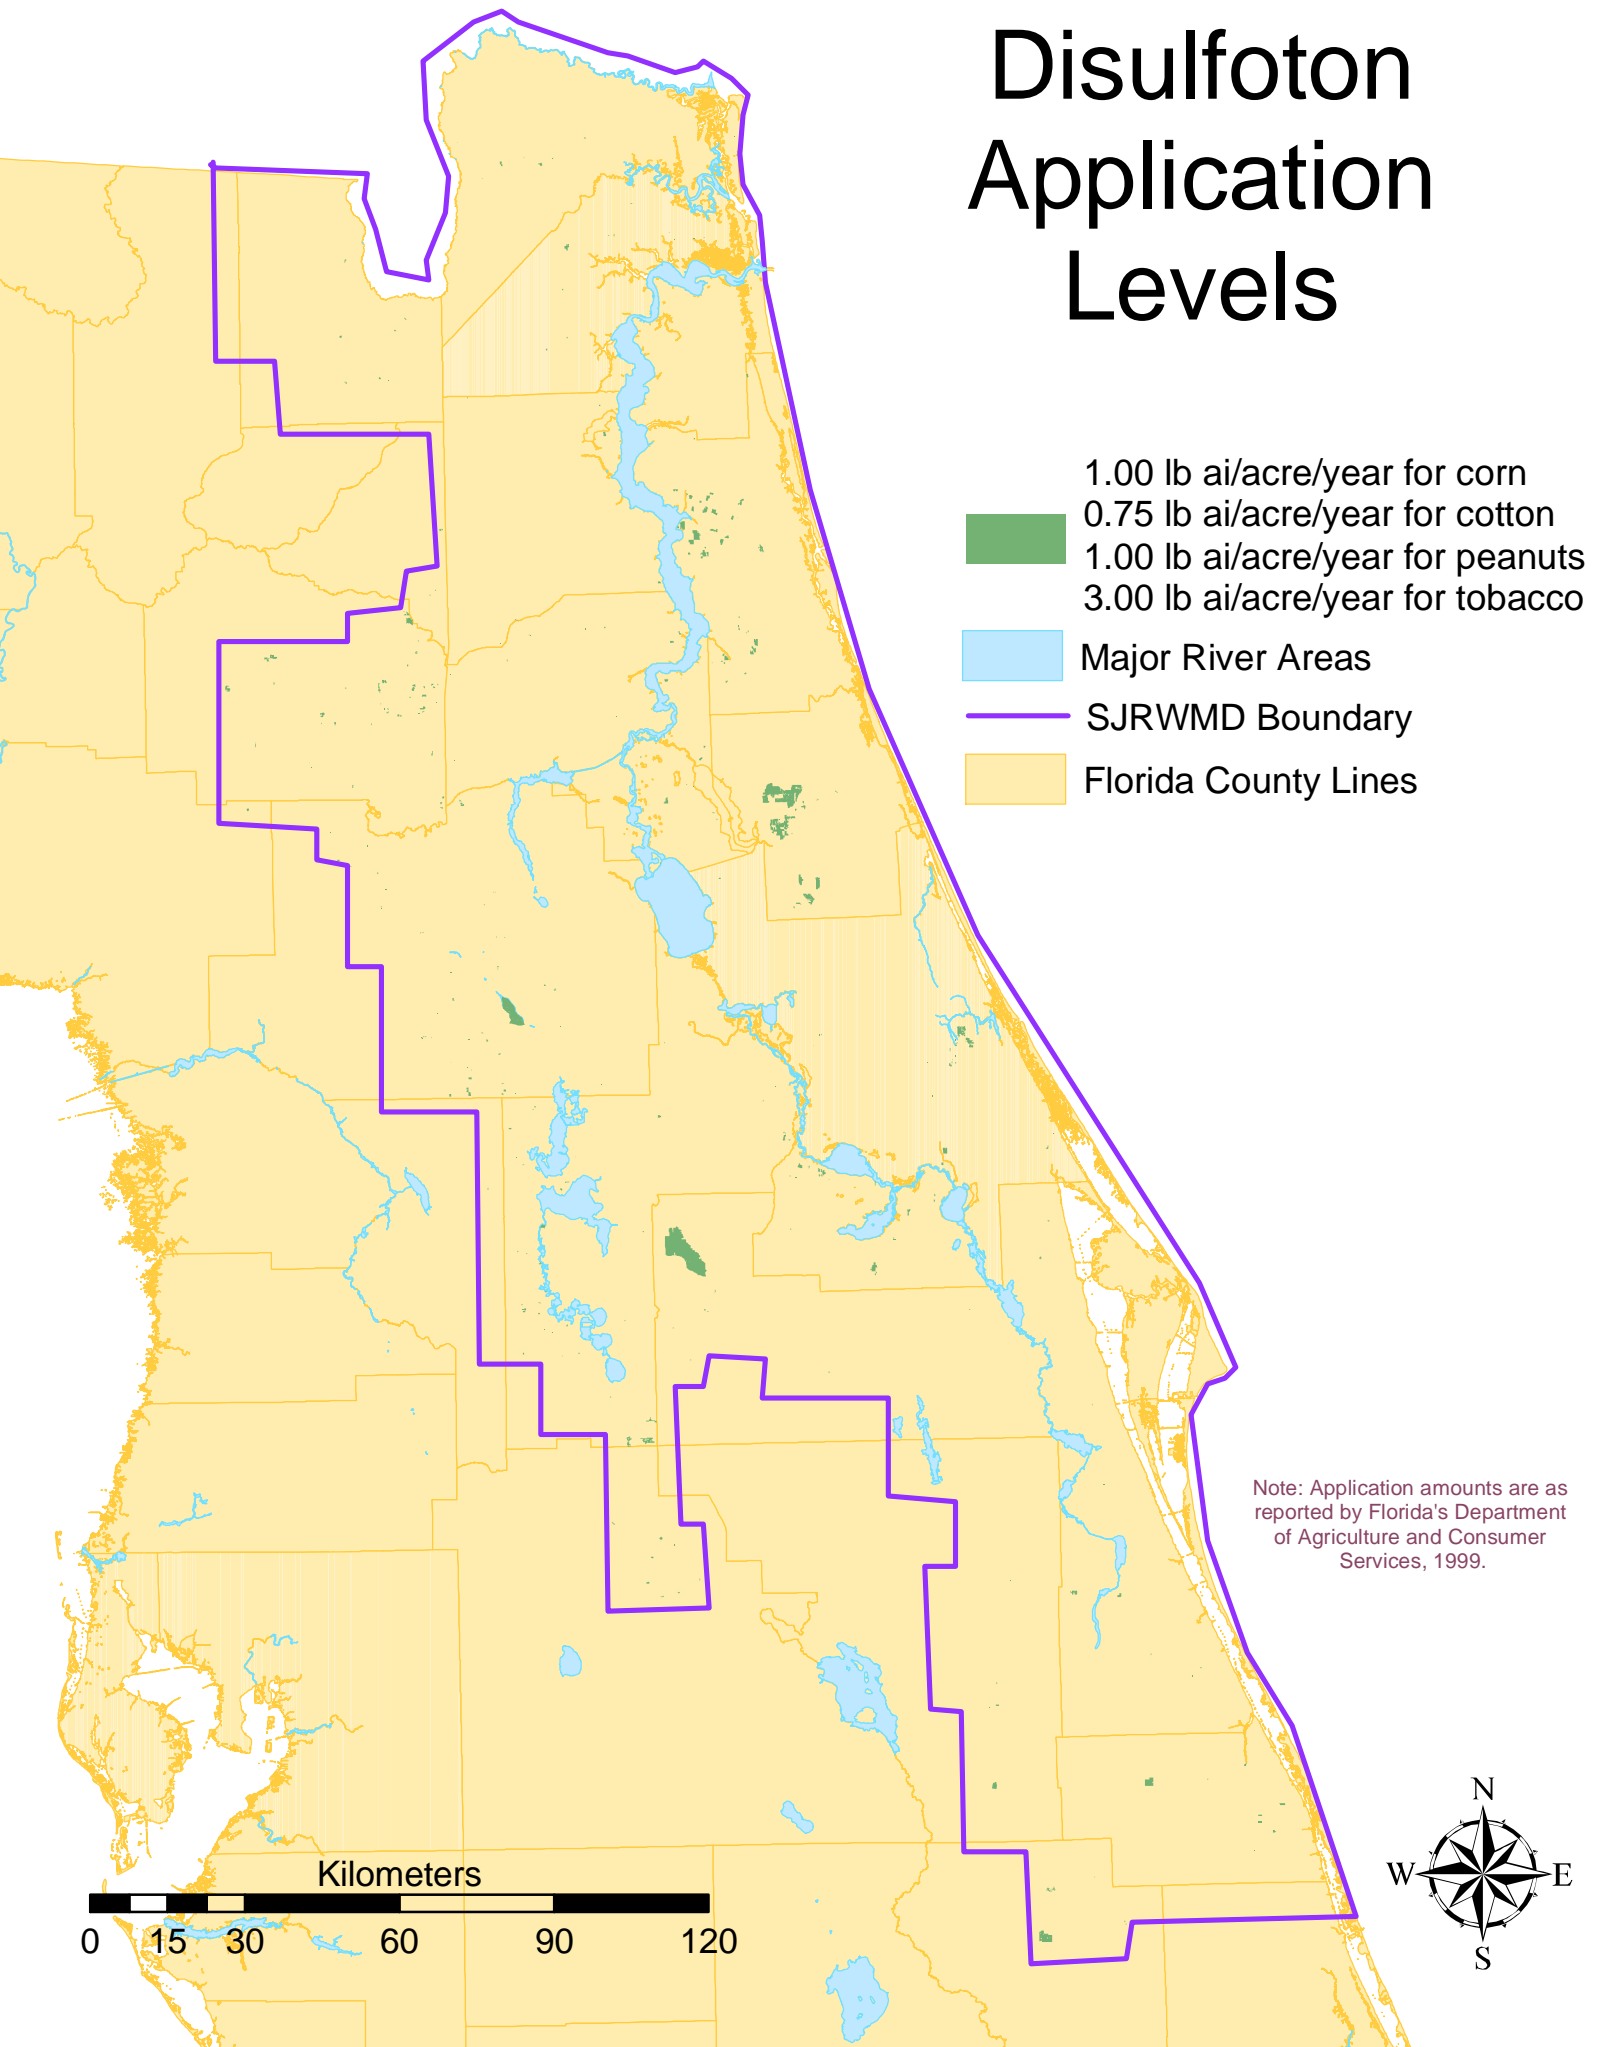 Disulfoton
Application
Levels
1.00 lb ai/acre/year for corn
0.75 lb ai/acre/year for cotton
1.00 lb ai/acre/year for peanuts
3.00 lb ai/acre/year for tobacco
Major River Areas
SJRWMD Boundary
Florida County Lines
Note: Application amounts are as
reported by Florida's Department
of Agriculture and Consumer
Services, 1999.
N
W E
S
Kilometers
0 15 30 60 90 120